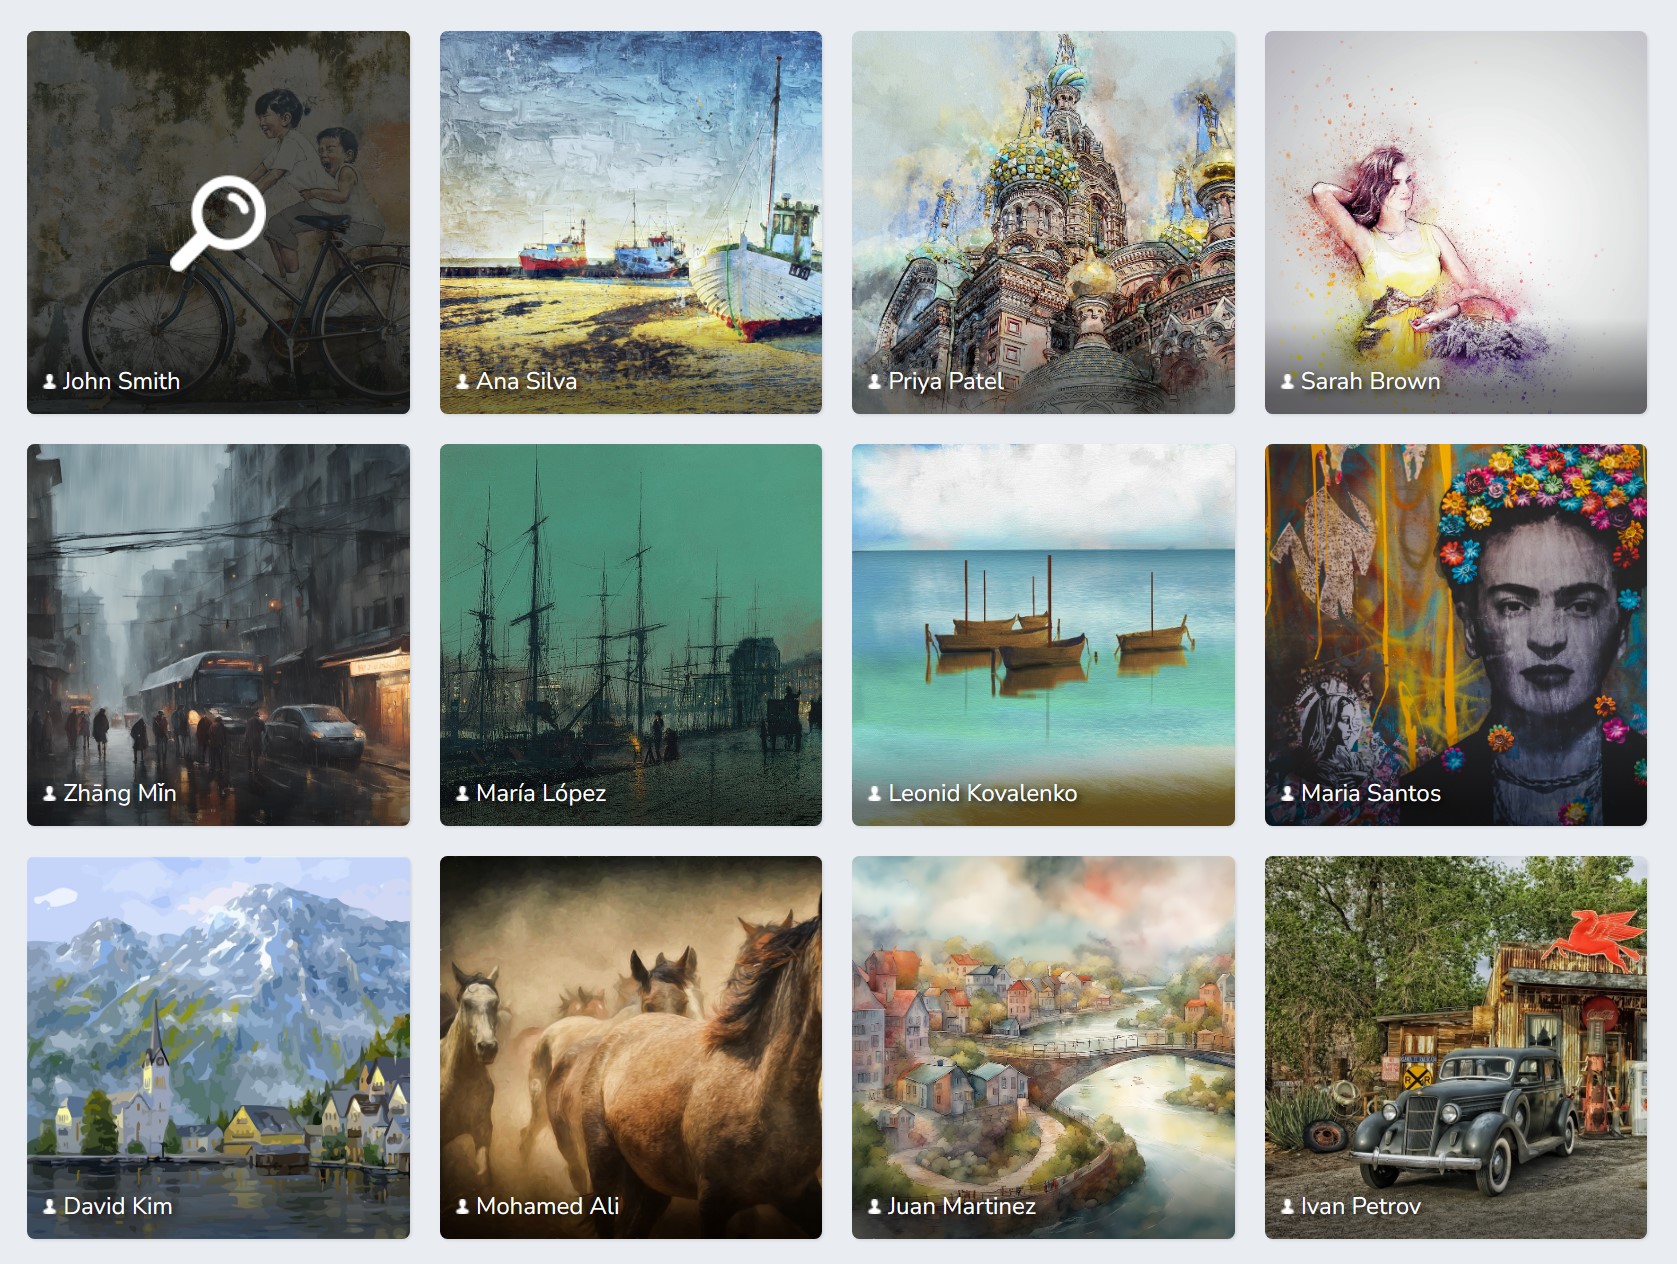 John Smith
Ana Silva
Priya Patel
Sarah Brown
Zhāng Mǐn
María López
Leonid Kovalenko
Maria Santos
David Kim
Mohamed Ali
Juan Martinez
Ivan Petrov